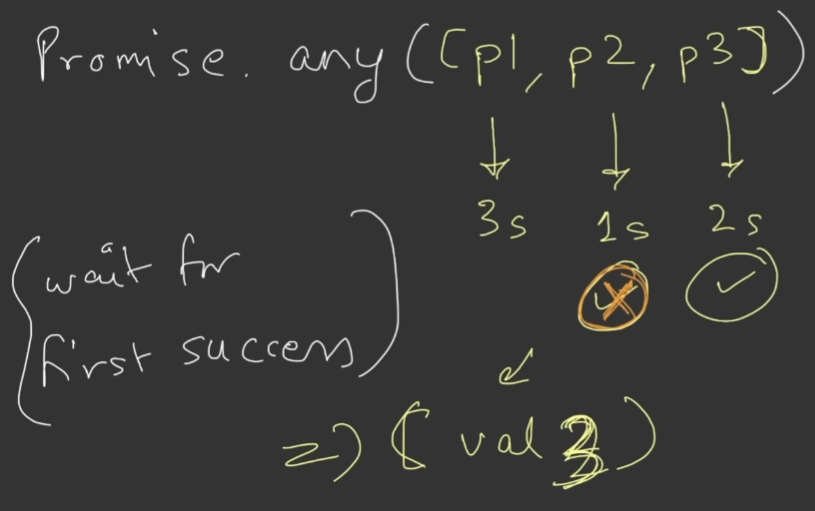 Promise. any ([p1, p2, p3])
3s 1s 2s
wait for
first success
=> ( val 3 )